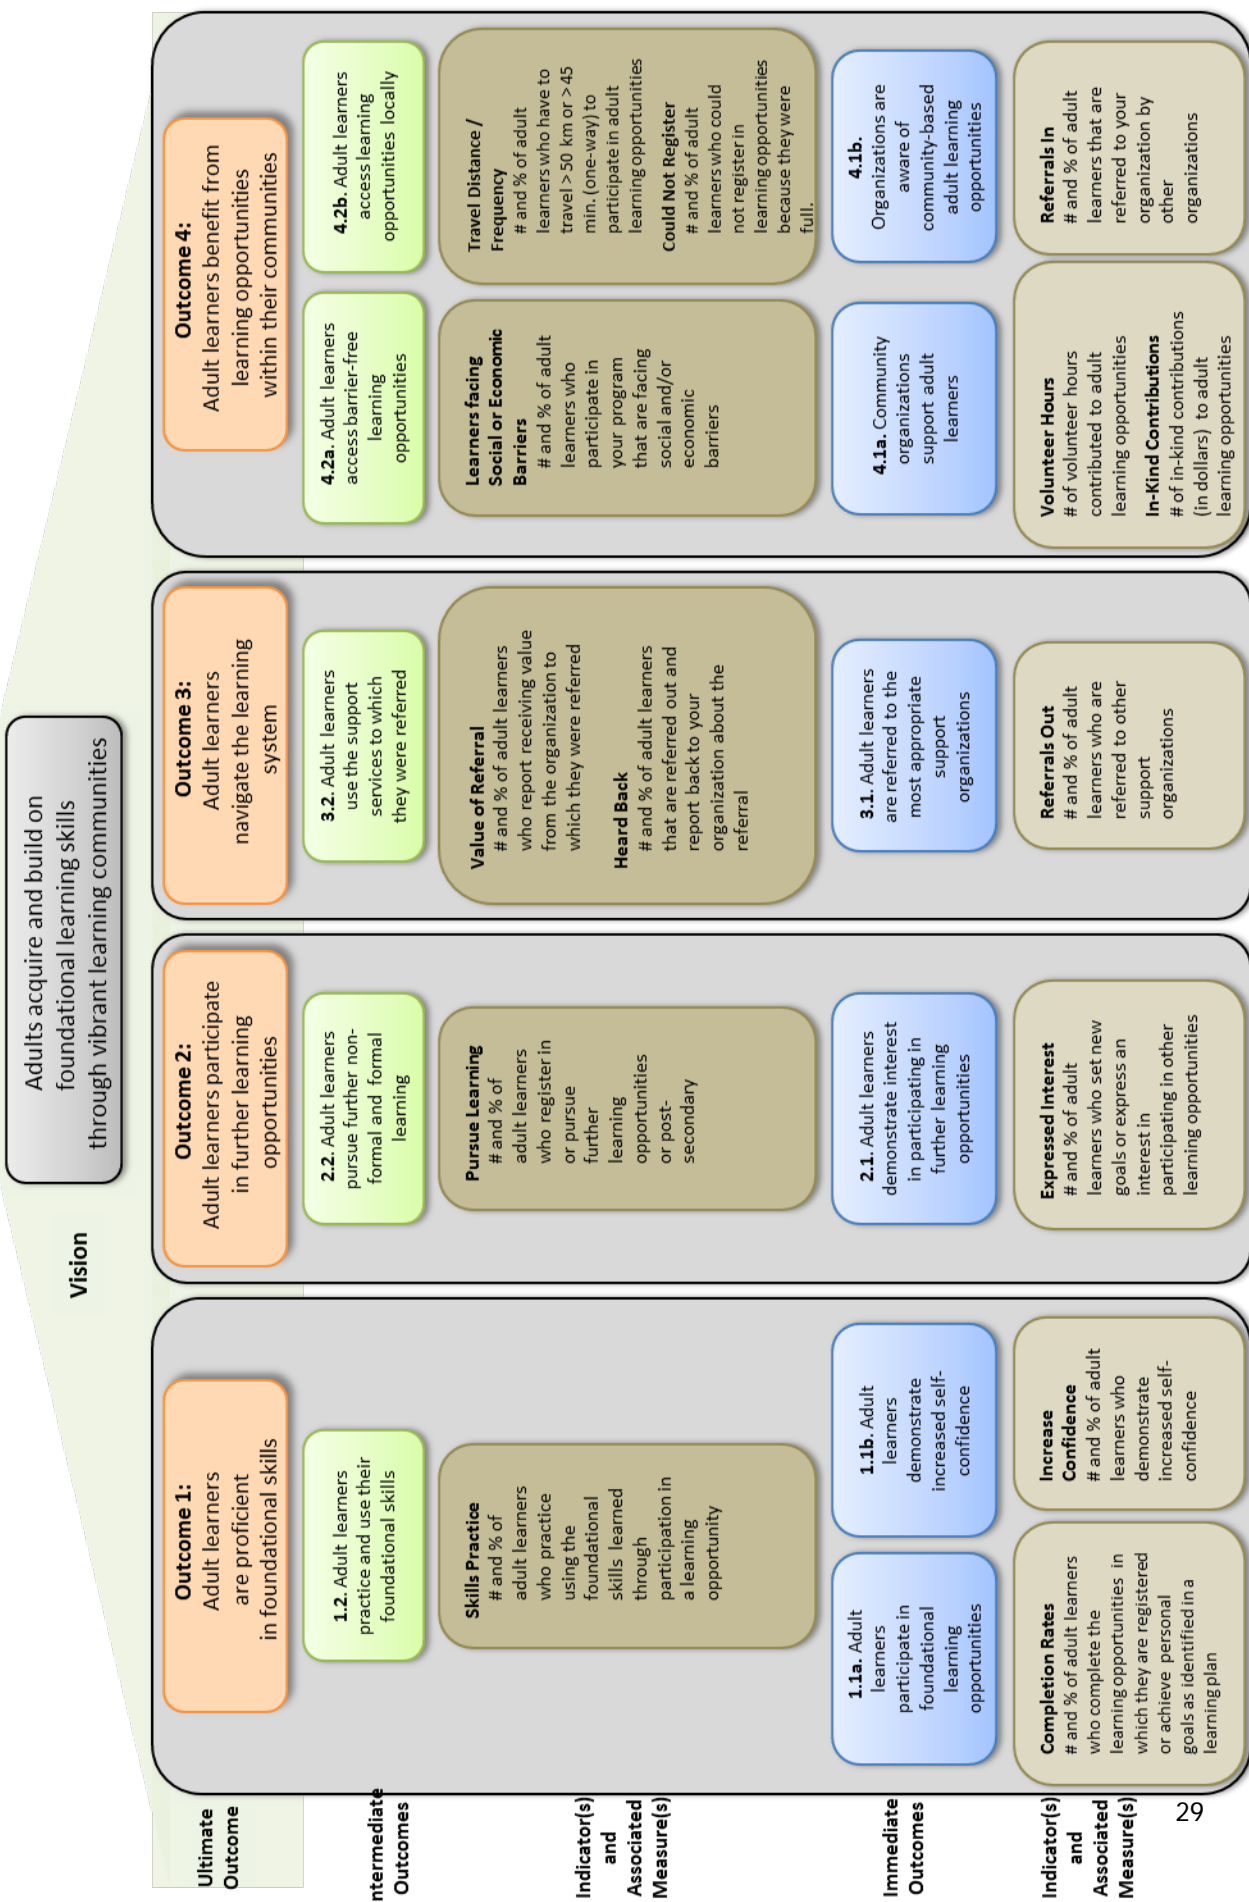 Vision
Adults acquire and build on
foundational learning skills
through vibrant learning communities
Ultimate
Outcome
Outcome 1:
Adult learners
are proficient
in foundational skills
Outcome 2:
Adult learners participate
in further learning
opportunities
Outcome 3:
Adult learners
navigate the learning
system
Outcome 4:
Adult learners benefit from
learning opportunities
within their communities
ntermediate
Outcomes
1.2. Adult learners
practice and use their
foundational skills
2.2. Adult learners
pursue further non-
formal and formal
learning
3.2. Adult learners
use the support
services to which
they were referred
4.2a. Adult learners
access barrier-free
learning
opportunities
4.2b. Adult learners
access learning
opportunities locally
Indicator(s)
and
Associated
Measure(s)
Skills Practice
# and % of
adult learners
who practice
using the
foundational
skills learned
through
participation in
a learning
opportunity
Pursue Learning
# and % of
adult learners
who register in
or pursue
further
learning
opportunities
or post-
secondary
Value of Referral
# and % of adult learners
who report receiving value
from the organization to
which they were referred
Heard Back
# and % of adult learners
that are referred out and
report back to your
organization about the
referral
Learners facing
Social or Economic
Barriers
# and % of adult
learners who
participate in
your program
that are facing
social and/or
economic
barriers
Travel Distance /
Frequency
# and % of adult
learners who have to
travel > 50 km or > 45
min. (one-way) to
participate in adult
learning opportunities
Could Not Register
# and % of adult
learners who could
not register in
learning opportunities
because they were
full.
Immediate
Outcomes
1.1a. Adult
learners
participate in
foundational
learning
opportunities
1.1b. Adult
learners
demonstrate
increased self-
confidence
2.1. Adult learners
demonstrate interest
in participating in
further learning
opportunities
3.1. Adult learners
are referred to the
most appropriate
support
organizations
4.1a. Community
organizations
support adult
learners
4.1b.
Organizations are
aware of
community-based
adult learning
opportunities
Indicator(s)
and
Associated
Measure(s)
Completion Rates
# and % of adult learners
who complete the
learning opportunities in
which they are registered
or achieve personal
goals as identified in a
learning plan
Increase
Confidence
# and % of adult
learners who
demonstrate
increased self-
confidence
Expressed Interest
# and % of adult
learners who set new
goals or express an
interest in
participating in other
learning opportunities
Referrals Out
# and % of adult
learners who are
referred to other
support
organizations
Volunteer Hours
# of volunteer hours
contributed to adult
learning opportunities
In-Kind Contributions
# of in-kind contributions
(in dollars) to adult
learning opportunities
Referrals In
# and % of adult
learners that are
referred to your
organization by
other
organizations
29